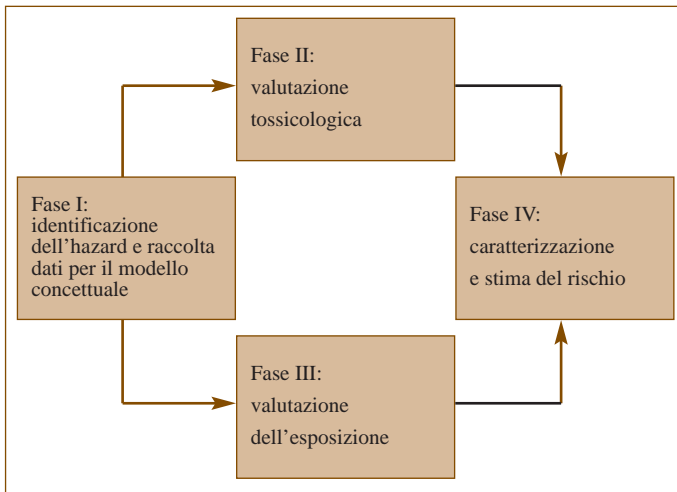 Fase I:
identificazione
dell'hazard e raccolta
dati per il modello
concettuale
Fase II:
valutazione
tossicologica
Fase III:
valutazione
dell'esposizione
Fase IV:
caratterizzazione
e stima del rischio